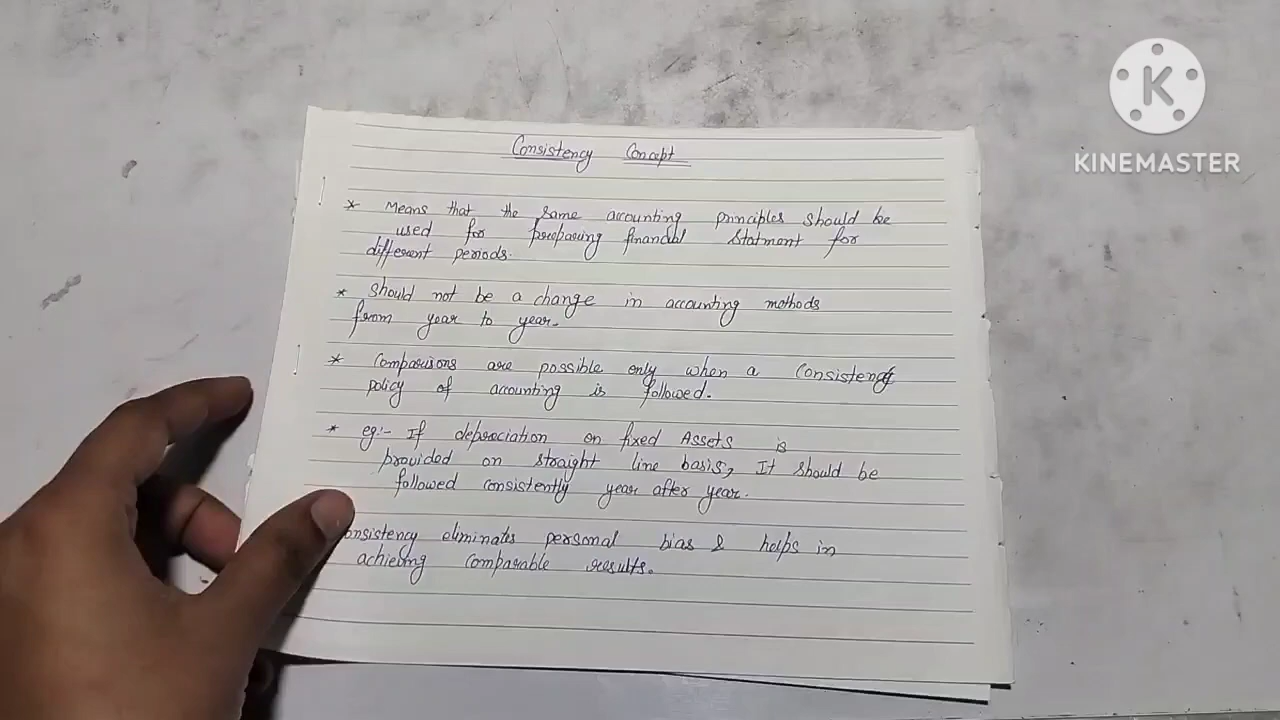 Consistency Concept
* Means that the same accounting principles should be
used for preparing financial statment for
different periods.
* should not be a change in accounting methods
from year to year.
* Comparisions are possible only when a Consistent
policy of accounting is followed.
* eg:- If depreciation on fixed Assets is
provided on straight line basis, It should be
followed consistently year after year.
onsistency eliminates personal bias & helps in
achieving comparable results.
KINEMASTER